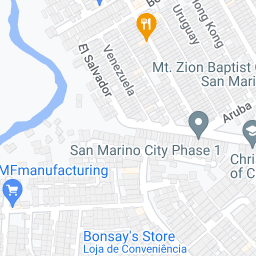 Hong Kong
Uruguay
Venezuela
El Salvador
Mt. Zion Baptist
San Mari
Aruba
San Marino City Phase 1
Chri
of C
MFmanufacturing
Bonsay's Store
Loja de Conveniência